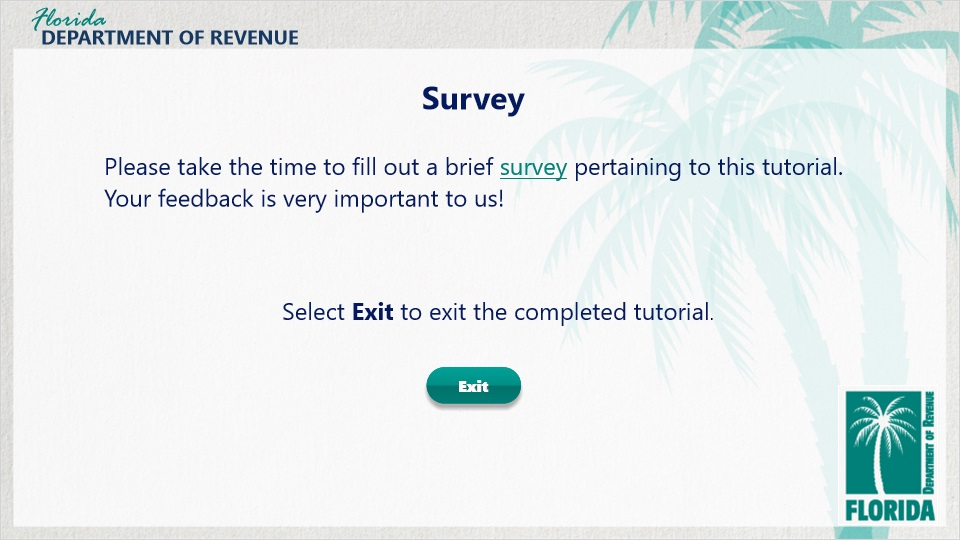 Florida
DEPARTMENT OF REVENUE
Survey
Please take the time to fill out a brief survey pertaining to this tutorial.
Your feedback is very important to us!
Select Exit to exit the completed tutorial.
Exit
DEPARTMENT OF REVENUE
FLORIDA